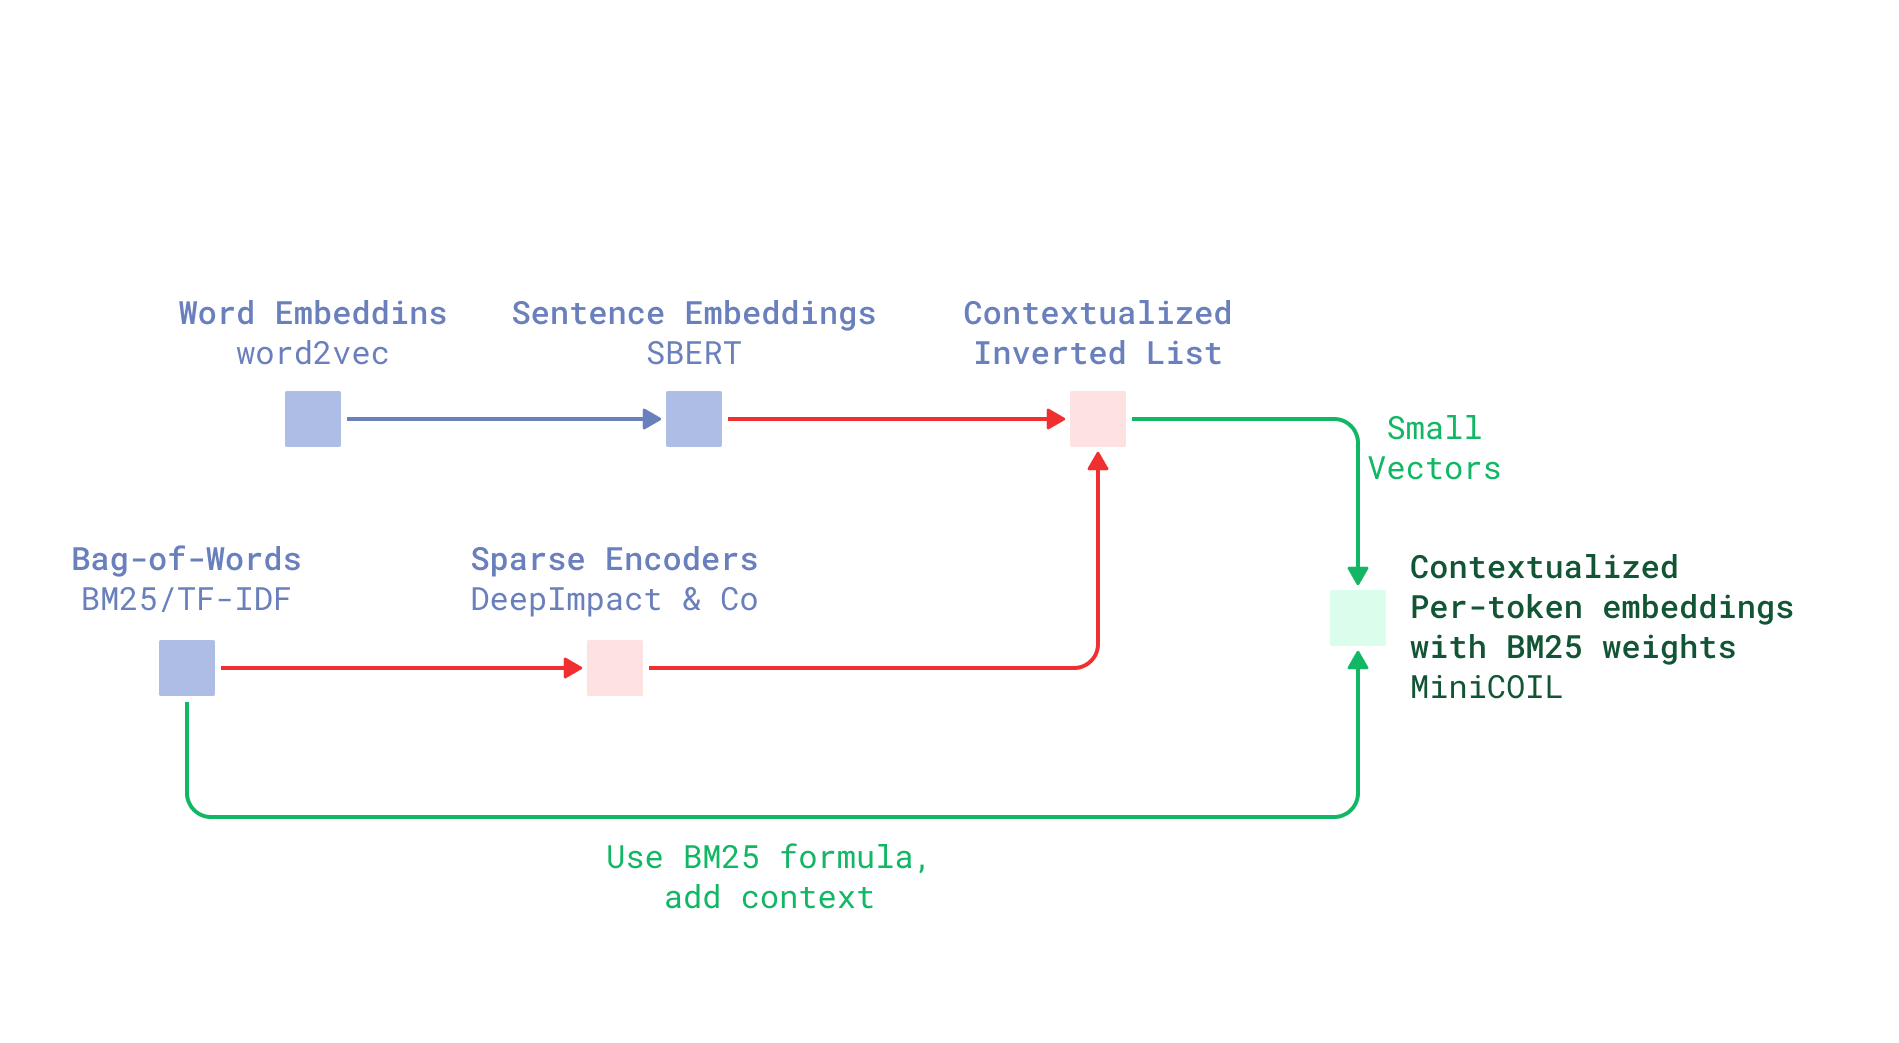 Word Embeddins
word2vec
Sentence Embeddings
SBERT
Contextualized
Inverted List
Small
Vectors
Bag-of-Words
BM25/TF-IDF
Sparse Encoders
DeepImpact & Co
Contextualized
Per-token embeddings
with BM25 weights
MiniCOIL
Use BM25 formula,
add context